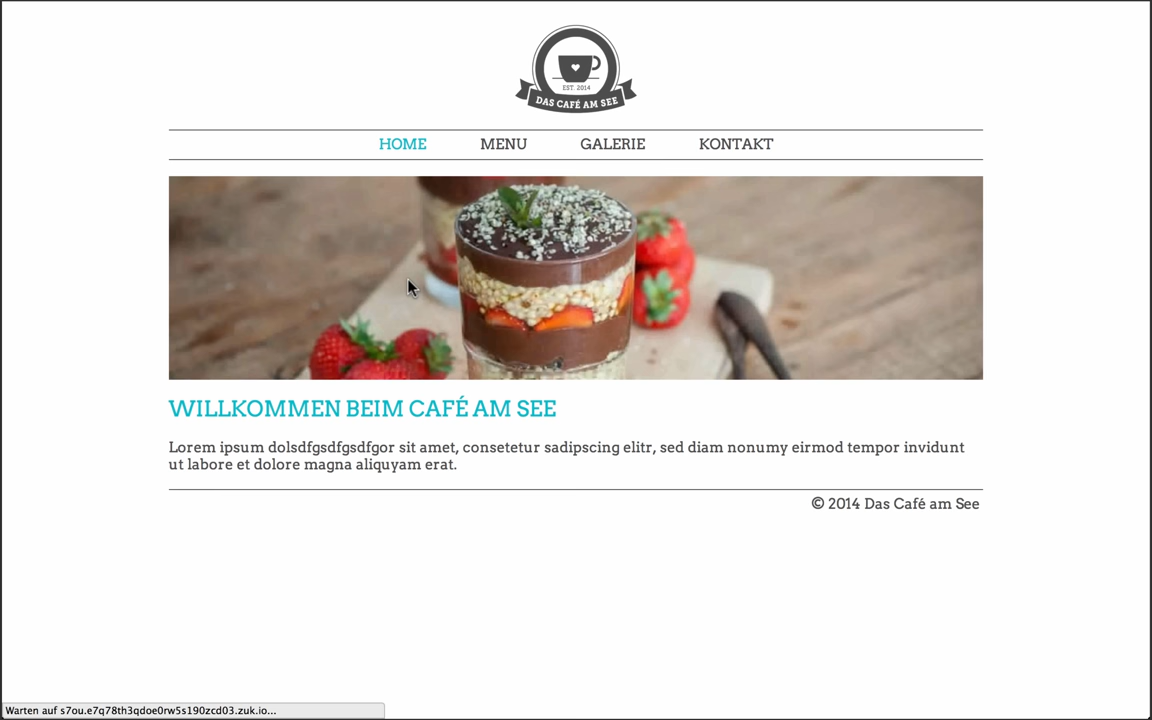 EST. 2014
DAS CAFÉ AM SEE
HOME MENU GALERIE KONTAKT
WILLKOMMEN BEIM CAFÉ AM SEE
Lorem ipsum dolsdfgsdfgsdfgor sit amet, consetetur sadipscing elitr, sed diam nonumy eirmod tempor invidunt
ut labore et dolore magna aliquyam erat.
© 2014 Das Café am See
Warten auf s7ou.e7q78th3qdoe0rw5s190zcd03.zuk.io...